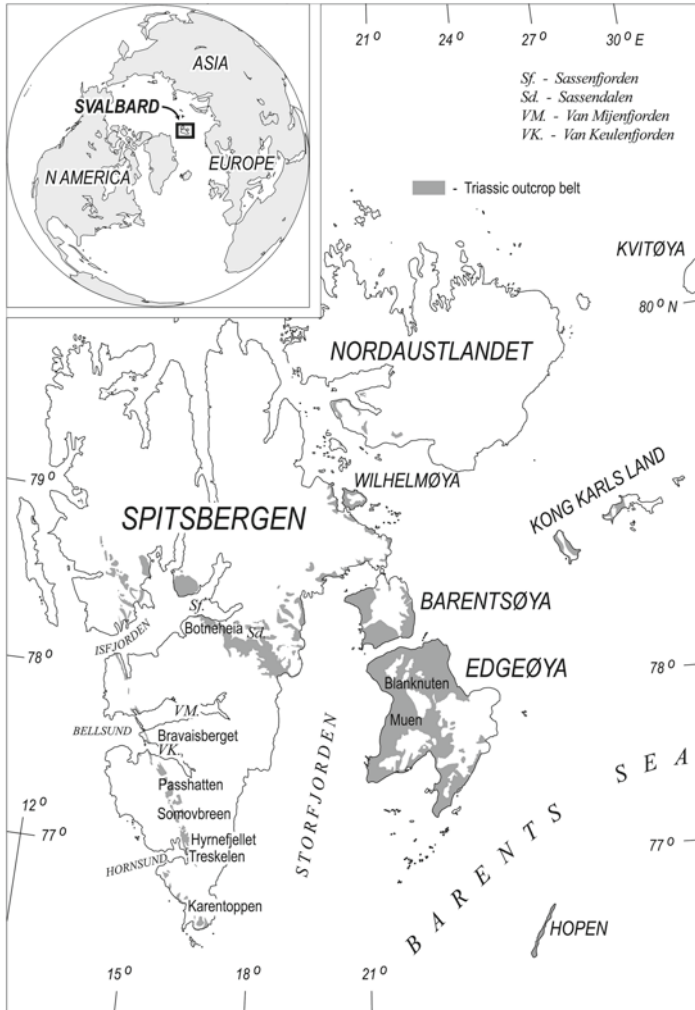 21 o
24 o
27 o
30 o E
ASIA
SVALBARD
EUROPE
N AMERICA
Sf. - Sassenfjorden
Sd. - Sassendalen
VM. - Van Mijenfjorden
VK. - Van Keulenfjorden
- Triassic outcrop belt
KVITØYA
80 o N
NORDAUSTLANDET
79 o
WILHELMØYA
KONG KARLS LAND
SPITSBERGEN
Sf.
BARENTSØYA
Botneheia Sd.
ISFJORDEN
78 o
EDGEØYA
78 o
Blanknuten
VM.
Muen
BELLSUND
Bravaisberget
VK.
STORFJORDEN
Passhatten
BARENTS SEA
12 o
Somovbreen
77 o
Hyrnefjellet
77 o
Treskelen
HORNSUND
Karentoppen
HOPEN
15 o
18 o
21 o